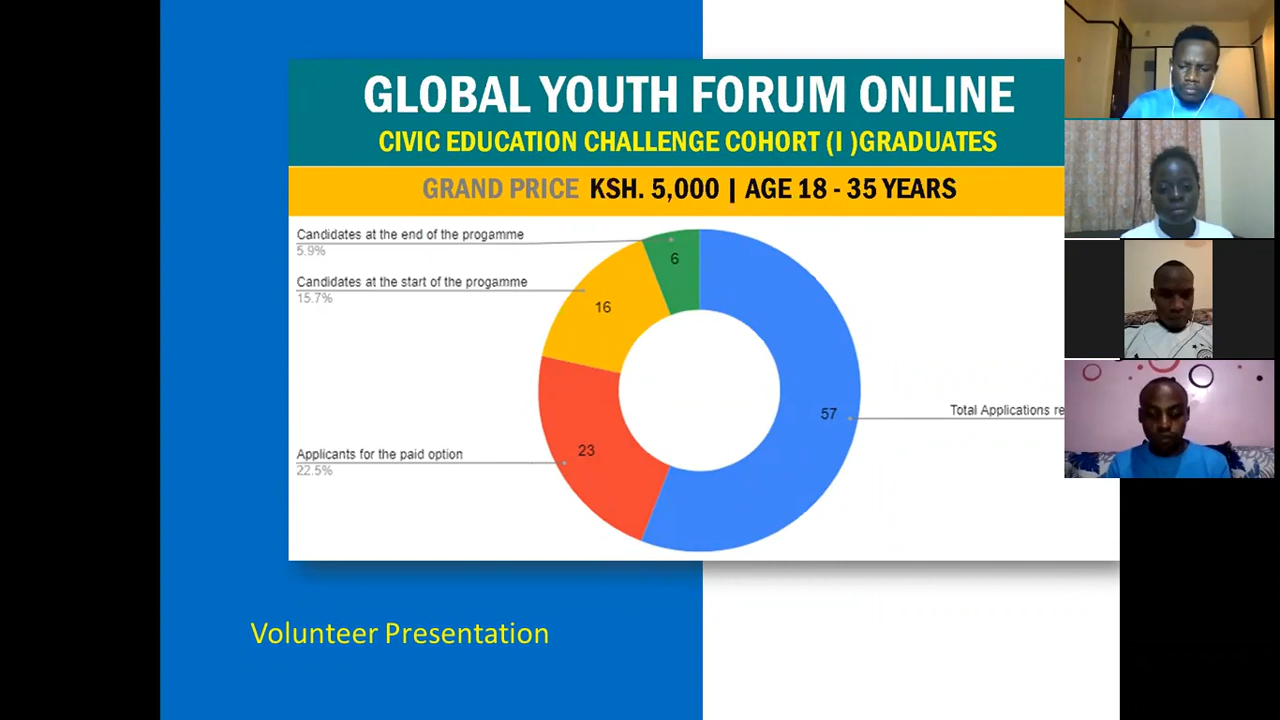 GLOBAL YOUTH FORUM ONLINE
CIVIC EDUCATION CHALLENGE COHORT (I )GRADUATES
GRAND PRICE KSH. 5,000 | AGE 18 - 35 YEARS
Candidates at the end of the progamme
5.9%
6
Candidates at the start of the progamme
15.7%
16
57
Total Applications
23
Applicants for the paid option
22.5%
Volunteer Presentation